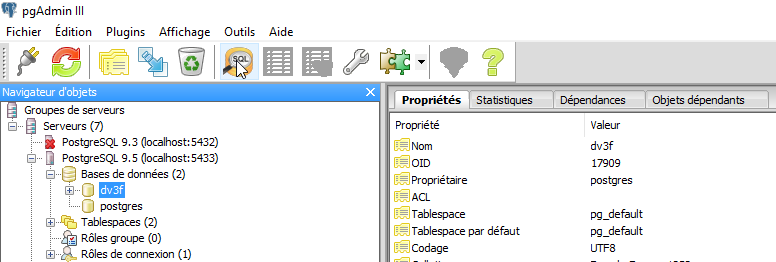 pgAdmin III
Fichier Édition Plugins Affichage Outils Aide
SQL
Navigateur d'objets
Groupes de serveurs
Serveurs (7)
PostgreSQL 9.3 (localhost:5432)
PostgreSQL 9.5 (localhost:5433)
Bases de données (2)
dv3f
postgres
Tablespaces (2)
Rôles groupe (0)
Rôles de connexion (1)
Propriétés Statistiques Dépendances Objets dépendants
Propriété Valeur
Nom dv3f
OID 17909
Propriétaire postgres
ACL
Tablespace pg_default
Tablespace par défaut pg_default
Codage UTF8